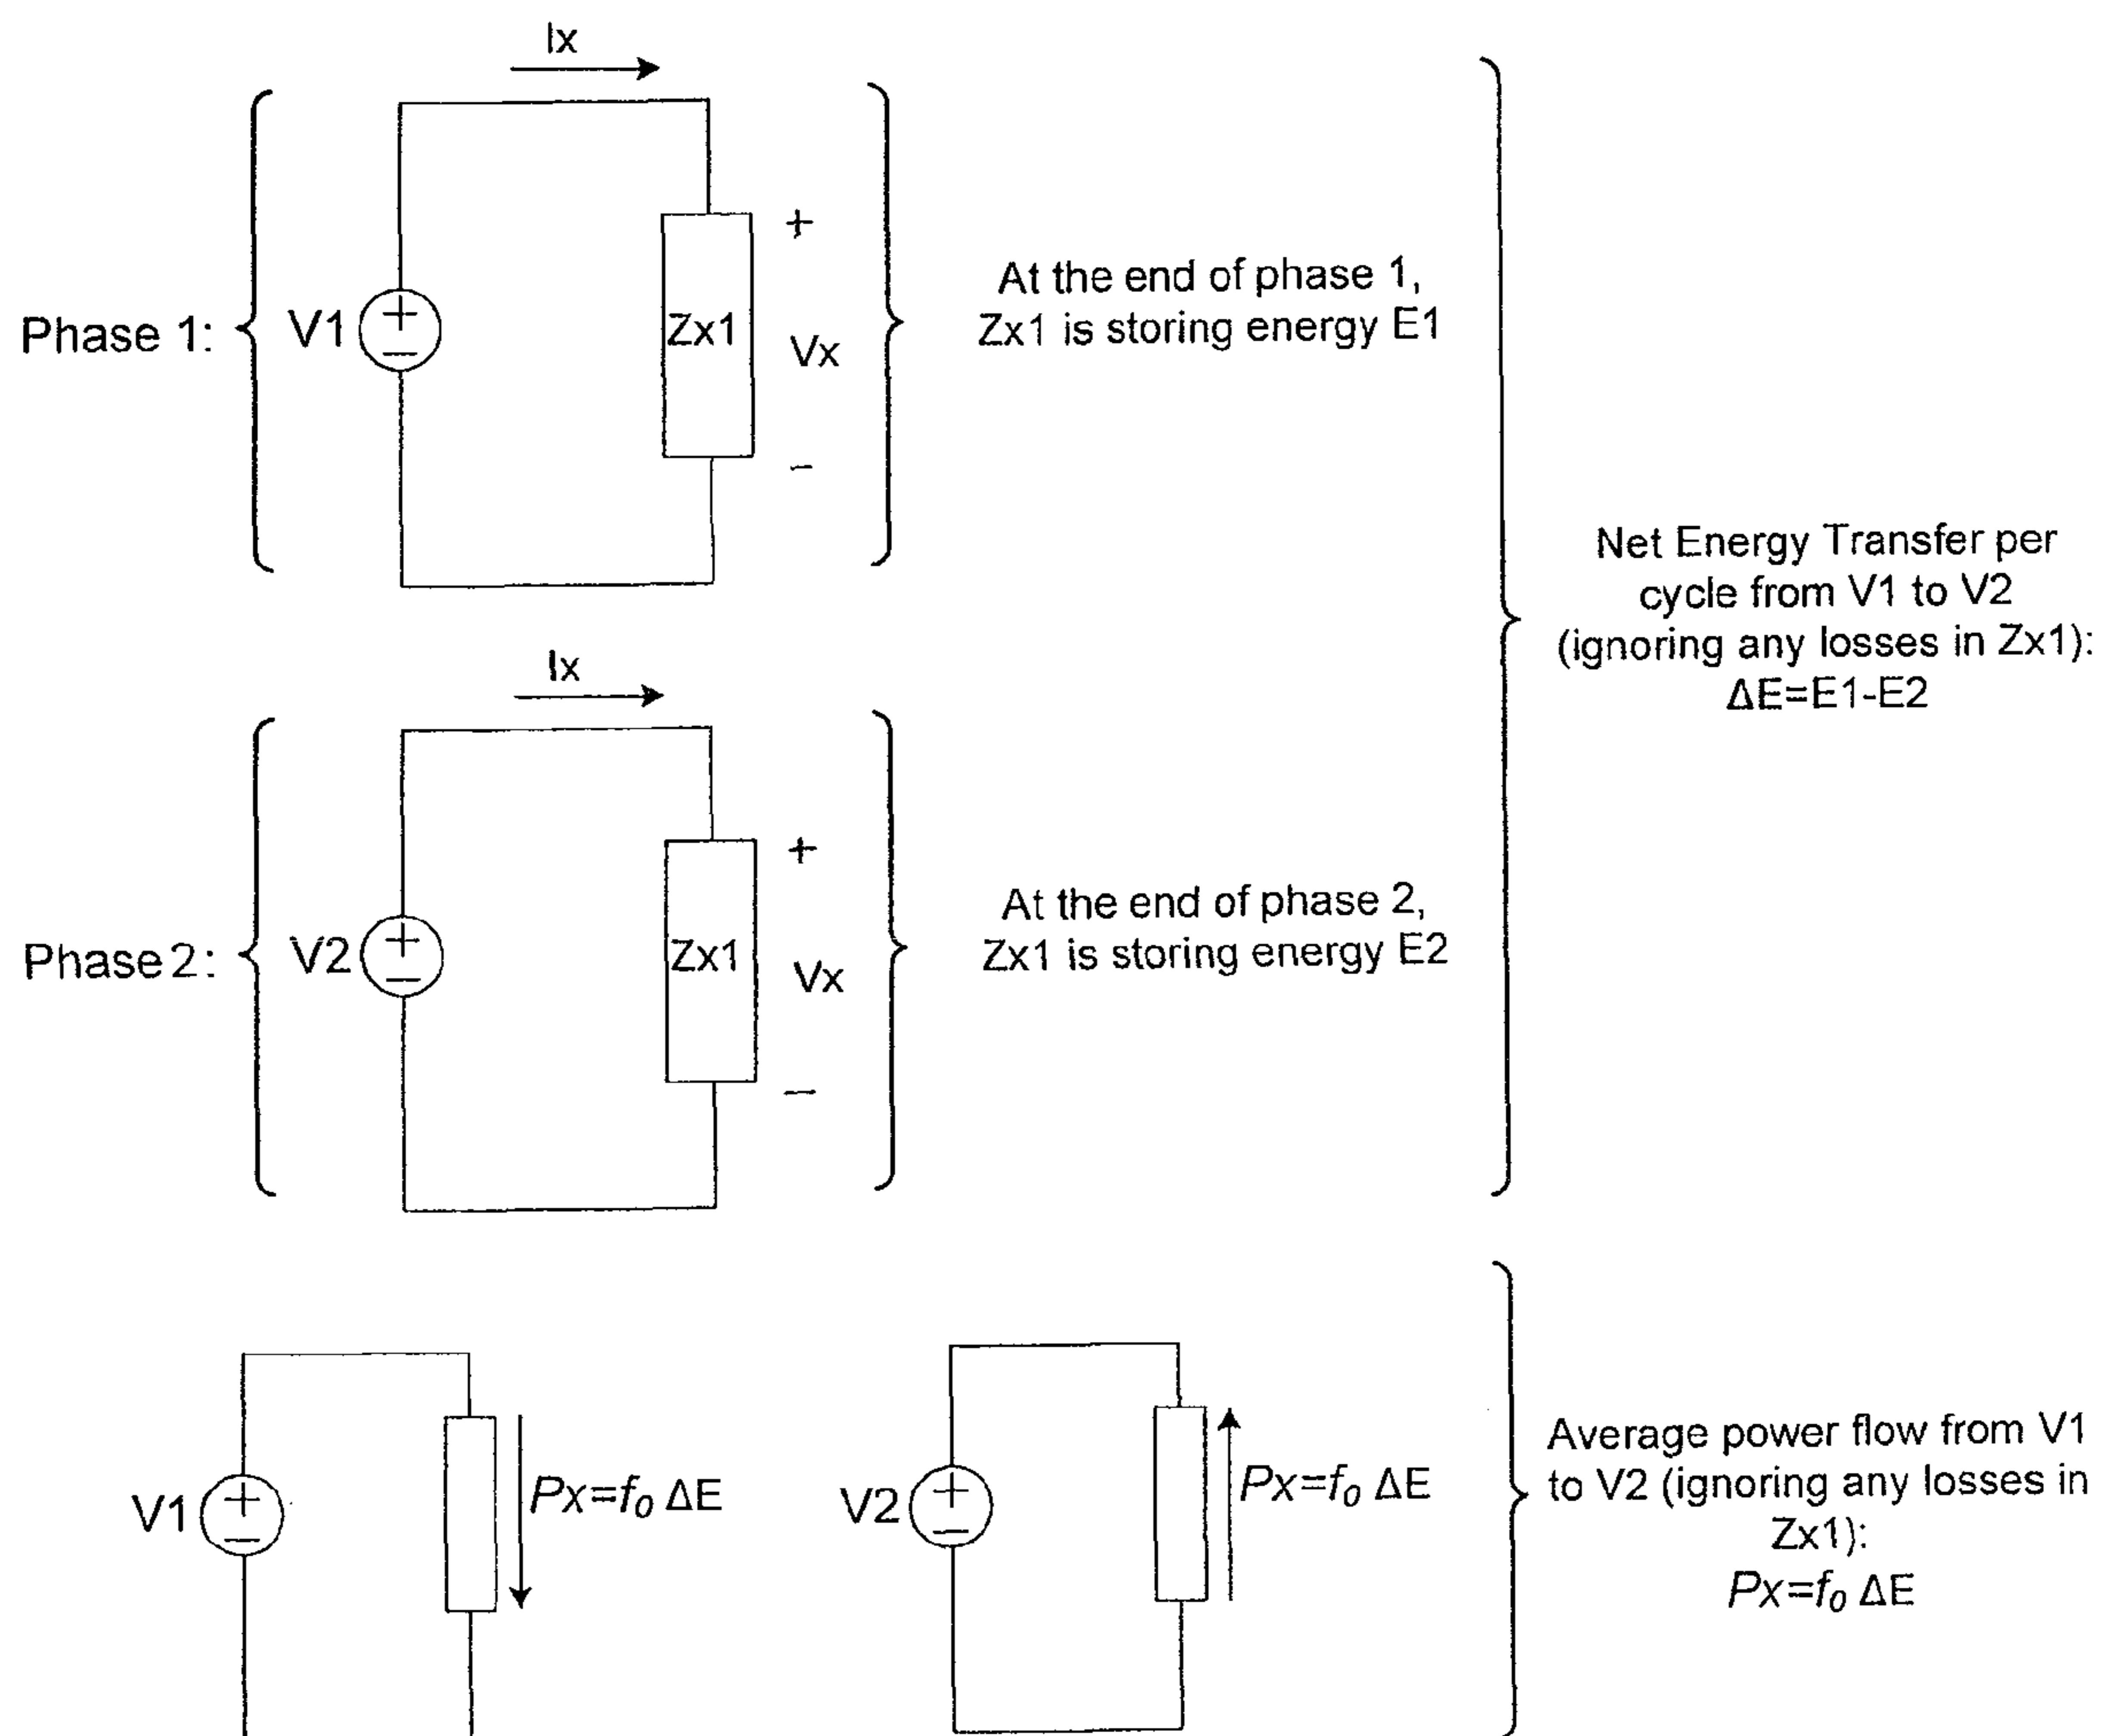 Ix
Phase 1:
V1
+
−
Zx1
+
Vx
−
At the end of phase 1,
Zx1 is storing energy E1
Net Energy Transfer per
cycle from V1 to V2
(ignoring any losses in Zx1):
ΔE=E1-E2
Ix
Phase 2:
V2
+
−
Zx1
+
Vx
−
At the end of phase 2,
Zx1 is storing energy E2
V1
+
−
Px=f₀ ΔE
V2
+
−
Px=f₀ ΔE
Average power flow from V1
to V2 (ignoring any losses in
Zx1):
Px=f₀ ΔE